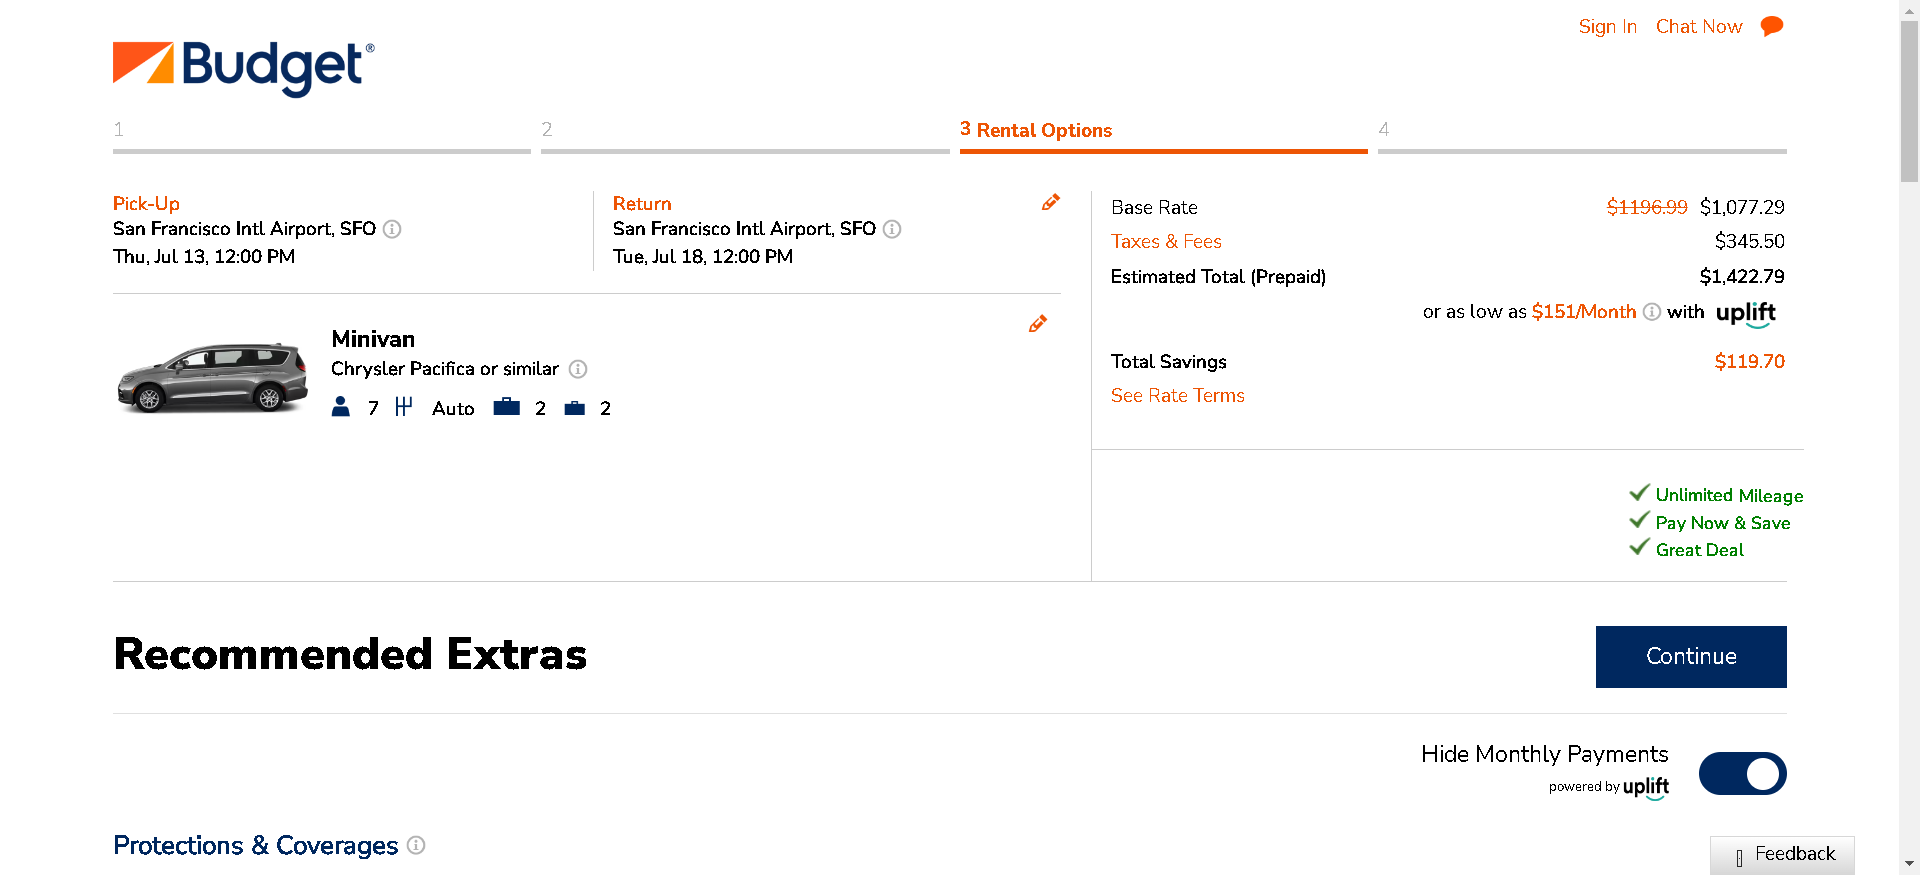 Sign In Chat Now
Budget®
1
2
3 Rental Options
4
Pick-Up
San Francisco Intl Airport, SFO
Thu, Jul 13, 12:00 PM
Return
San Francisco Intl Airport, SFO
Tue, Jul 18, 12:00 PM
Minivan
Chrysler Pacifica or similar
7 Auto 2 2
Base Rate $1196.99 $1,077.29
Taxes & Fees $345.50
Estimated Total (Prepaid) $1,422.79
or as low as $151/Month with uplift
Total Savings $119.70
See Rate Terms
Unlimited Mileage
Pay Now & Save
Great Deal
Recommended Extras
Continue
Hide Monthly Payments
powered by uplift
Protections & Coverages
Feedback